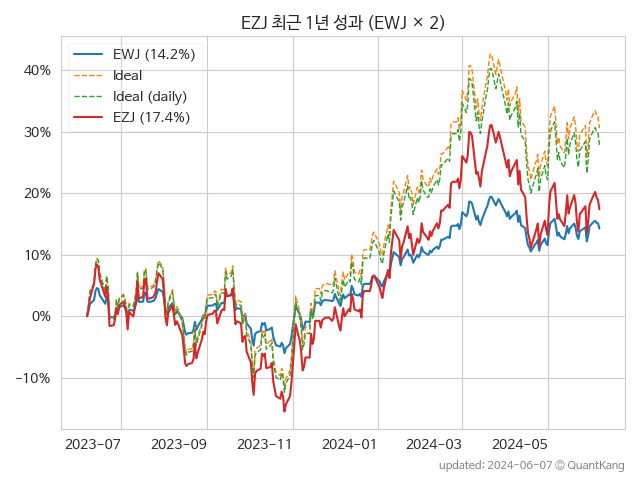 EZJ 최근 1년 성과 (EWJ × 2)
EWJ (14.2%)
Ideal
Ideal (daily)
EZJ (17.4%)
40%
30%
20%
10%
0%
−10%
2023-07 2023-09 2023-11 2024-01 2024-03 2024-05
updated: 2024-06-07 © QuantKang